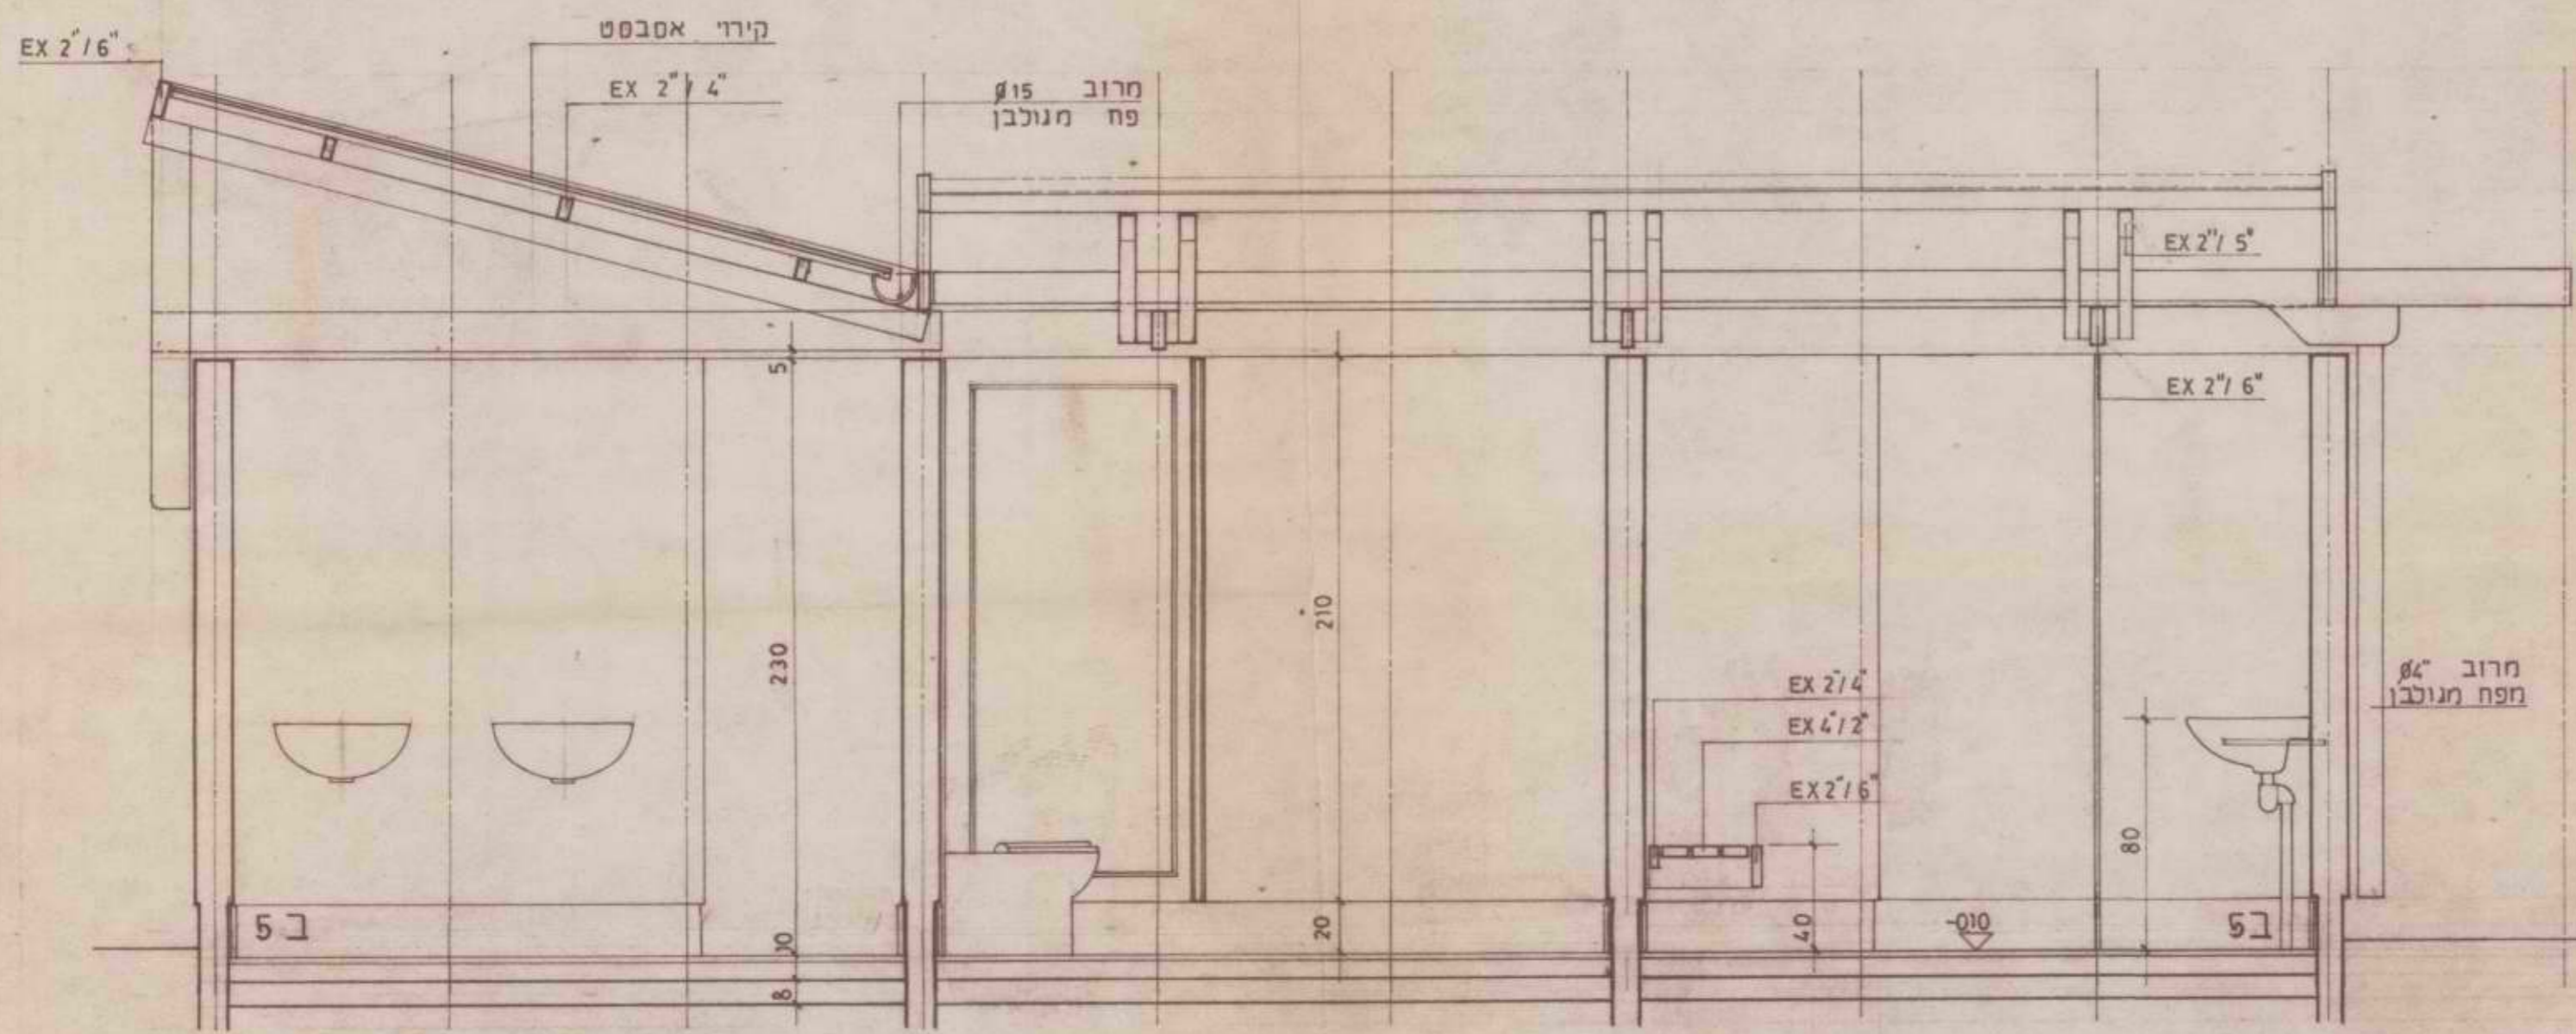 EX 2"/6"
קירוי אסבסט
EX 2"/4"
מרזב Ø15
פח מגולבן
EX 2"/5"
EX 2"/6"
5
230
210
מרזב Ø4"
מפח מגולבן
EX 2"/4"
EX 4"/2"
EX 2"/6"
80
40
20
10
8
ב 5
-010
ב5